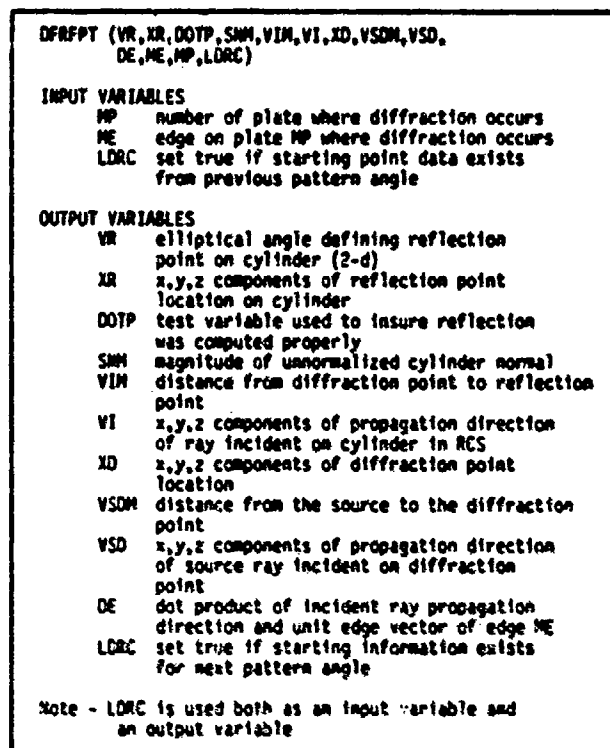 DFRFPT (VR,XR,DOTP,SNM,VIM,VI,XD,VSDM,VSD,
DE,ME,MP,LDRC)
INPUT VARIABLES
MP number of plate where diffraction occurs
ME edge on plate MP where diffraction occurs
LDRC set true if starting point data exists
from previous pattern angle
OUTPUT VARIABLES
VR elliptical angle defining reflection
point on cylinder (2-d)
XR x,y,z components of reflection point
location on cylinder
DOTP test variable used to insure reflection
was computed properly
SNM magnitude of unnormalized cylinder normal
VIM distance from diffraction point to reflection
point
VI x,y,z components of propagation direction
of ray incident on cylinder in RCS
XD x,y,z components of diffraction point
location
VSDM distance from the source to the diffraction
point
VSD x,y,z components of propagation direction
of source ray incident on diffraction
point
DE dot product of incident ray propagation
direction and unit edge vector of edge ME
LDRC set true if starting information exists
for next pattern angle
Note - LDRC is used both as an input variable and
an output variable